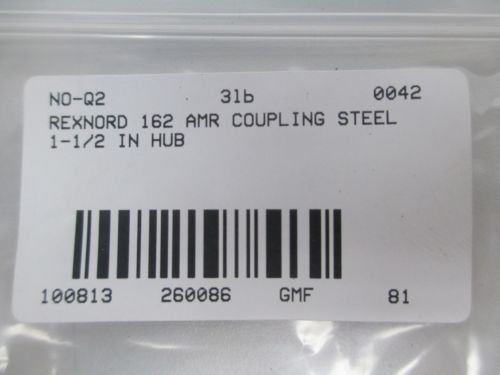 NO-Q2 3lb 0042
REXNORD 162 AMR COUPLING STEEL
1-1/2 IN HUB
100813 260086 GMF 81